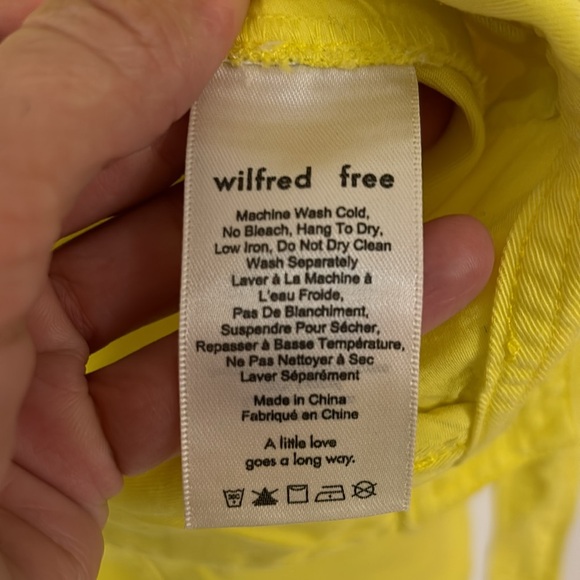 wilfred free
Machine Wash Cold,
No Bleach, Hang To Dry,
Low Iron, Do Not Dry Clean
Wash Separately
Laver à La Machine à
L'eau Froide,
Pas De Blanchiment,
Suspendre Pour Sécher,
Repasser à Basse Température,
Ne Pas Nettoyer à Sec
Laver Séparément
Made in China
Fabriqué en Chine
A little love
goes a long way.